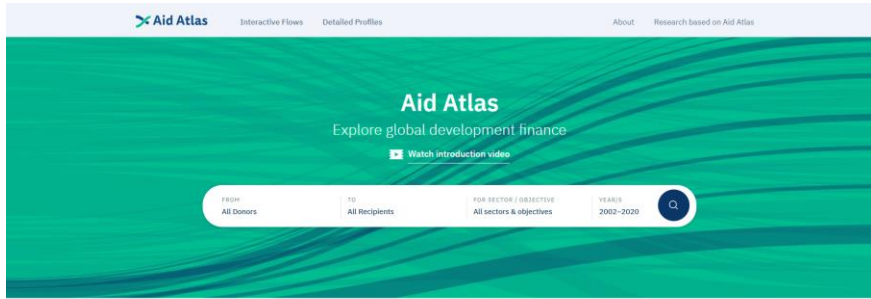 Aid Atlas Interactive Flows Detailed Profiles About Research based on Aid Atlas
Aid Atlas
Explore global development finance
Watch introduction video
FROM TO FOR SECTOR / OBJECTIVE YEAR/S
All Donors All Recipients All sectors & objectives 2002–2020